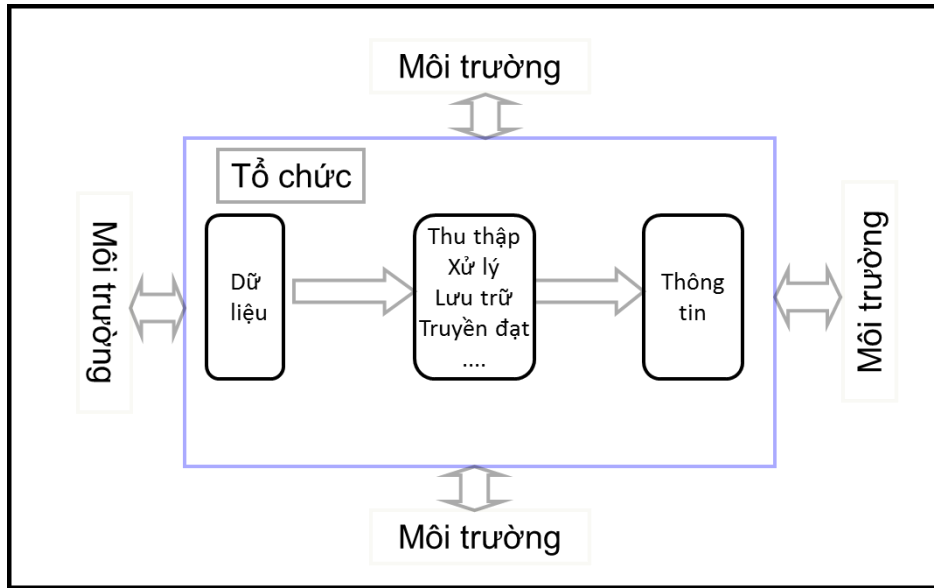 Môi trường
Tổ chức
Môi trường
Dữ
liệu
Thu thập
Xử lý
Lưu trữ
Truyền đạt
....
Thông
tin
Môi trường
Môi trường